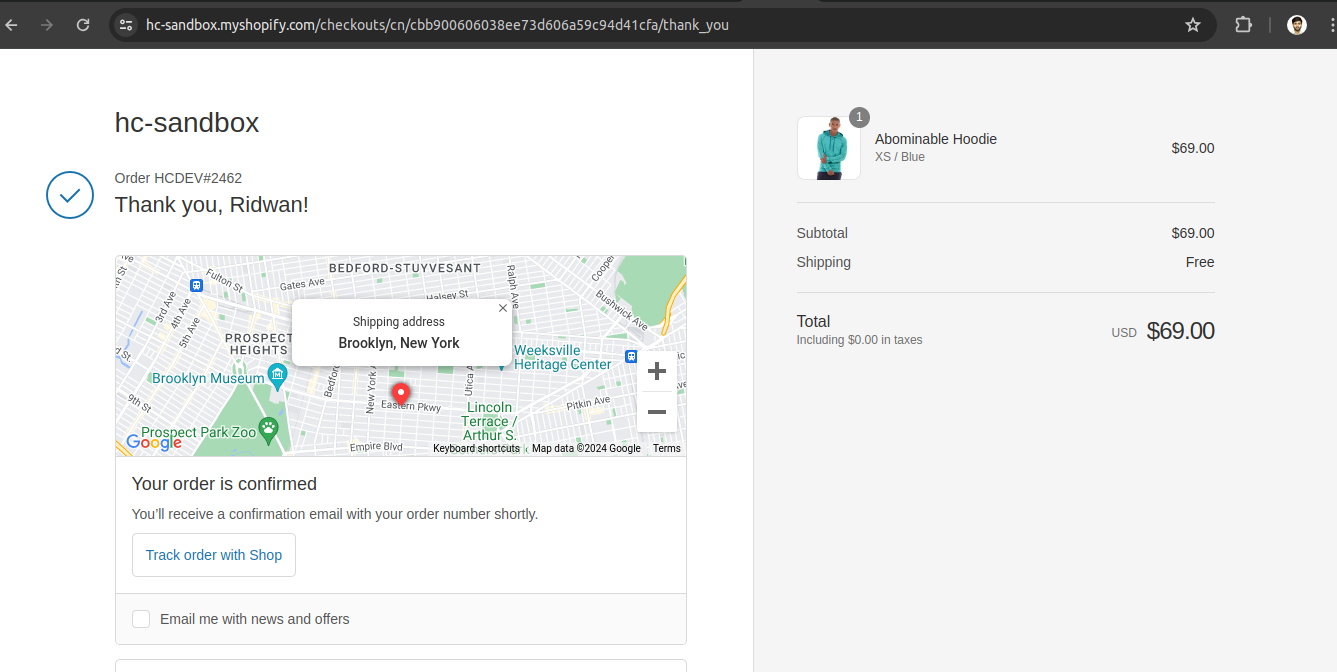 hc-sandbox.myshopify.com/checkouts/cn/cbb900606038ee73d606a59c94d41cfa/thank_you
hc-sandbox
Order HCDEV#2462
Thank you, Ridwan!
BEDFORD-STUYVESANT
Fulton St
Gates Ave
Halsey St
Ralph Ave
Cooper
Bushwick Ave
3rd Ave
4th Ave
5th Ave
PROSPECT
HEIGHTS
Shipping address
Brooklyn, New York
Weeksville
Heritage Center
Brooklyn Museum
Bedford
New York A
Utica A
Eastern Pkwy
Pitkin Ave
9th St
Lincoln
Terrace /
Arthur S.
Prospect Park Zoo
Google
Empire Blvd
Keyboard shortcuts
Map data ©2024 Google
Terms
Your order is confirmed
You’ll receive a confirmation email with your order number shortly.
Track order with Shop
Email me with news and offers
1
Abominable Hoodie
XS / Blue
$69.00
Subtotal
$69.00
Shipping
Free
Total
Including $0.00 in taxes
USD $69.00